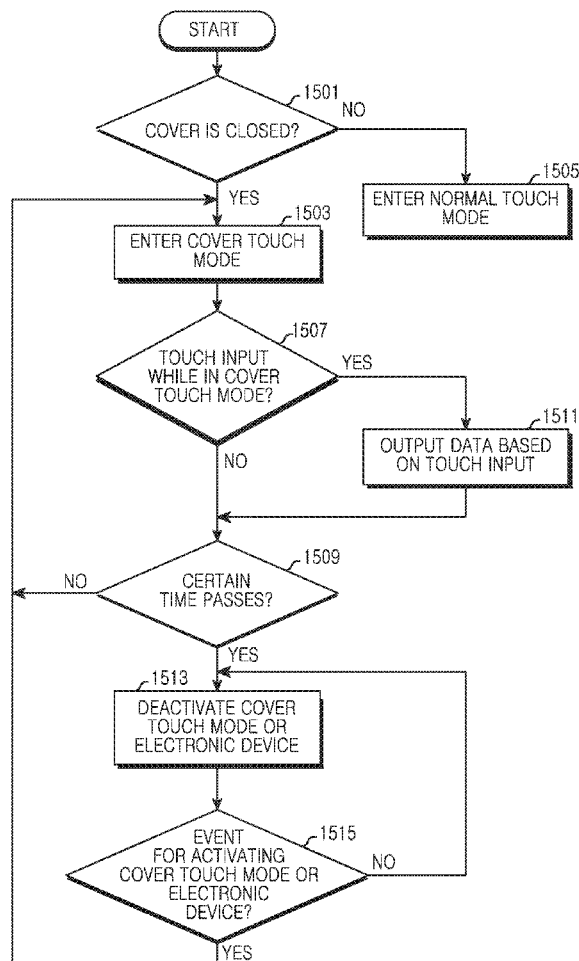 START
1501
COVER IS CLOSED?
NO
YES
1505
ENTER NORMAL TOUCH
MODE
1503
ENTER COVER TOUCH
MODE
1507
TOUCH INPUT
WHILE IN COVER
TOUCH MODE?
YES
NO
1511
OUTPUT DATA BASED
ON TOUCH INPUT
1509
CERTAIN
TIME PASSES?
NO
YES
1513
DEACTIVATE COVER
TOUCH MODE OR
ELECTRONIC DEVICE
1515
EVENT
FOR ACTIVATING
COVER TOUCH MODE OR
ELECTRONIC
DEVICE?
NO
YES